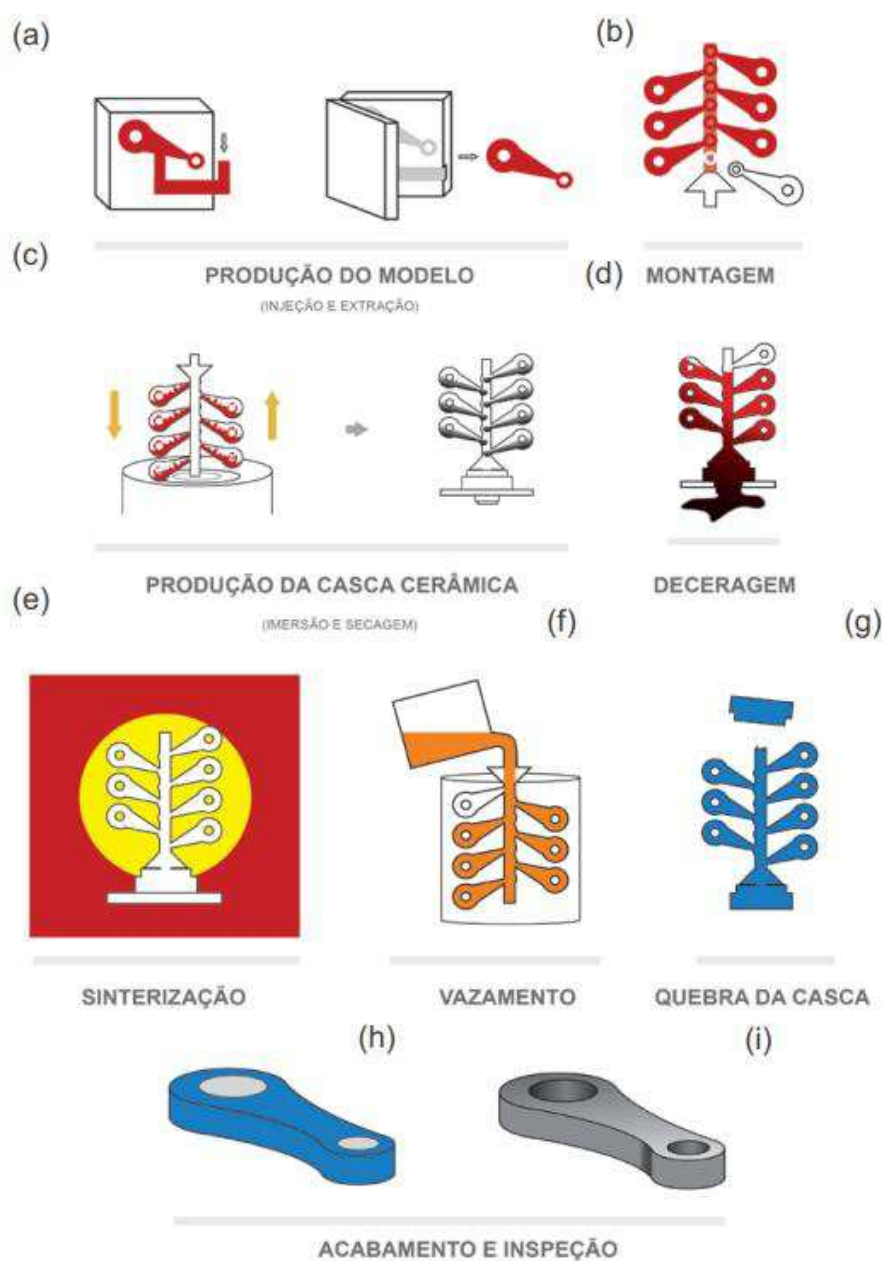 (a)
(b)
PRODUÇÃO DO MODELO
(INJEÇÃO E EXTRAÇÃO)
MONTAGEM
(c)
(d)
PRODUÇÃO DA CASCA CERÂMICA
(IMERSÃO E SECAGEM)
DECERAGEM
(e)
(f)
(g)
SINTERIZAÇÃO
VAZAMENTO
QUEBRA DA CASCA
(h)
(i)
ACABAMENTO E INSPEÇÃO